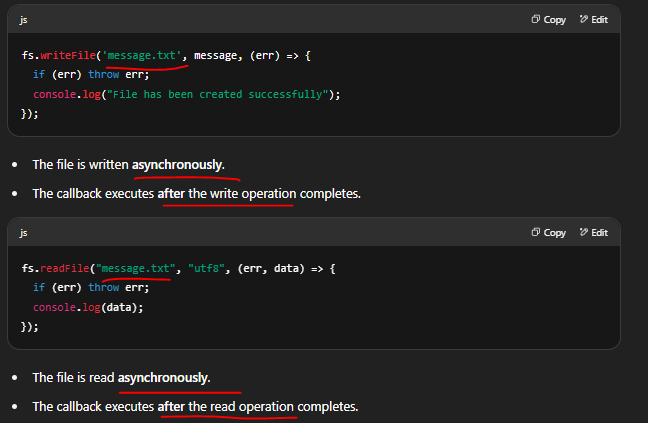 js
Copy
Edit
fs.writeFile('message.txt', message, (err) => {
  if (err) throw err;
  console.log("File has been created successfully");
});
• The file is written asynchronously.
• The callback executes after the write operation completes.
js
Copy
Edit
fs.readFile("message.txt", "utf8", (err, data) => {
  if (err) throw err;
  console.log(data);
});
• The file is read asynchronously.
• The callback executes after the read operation completes.